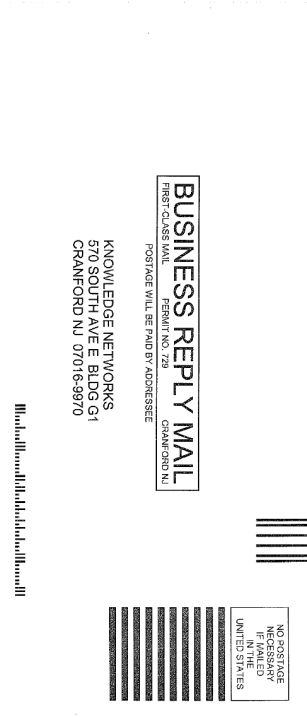 NO POSTAGE
NECESSARY
IF MAILED
IN THE
UNITED STATES
BUSINESS REPLY MAIL
FIRST-CLASS MAIL PERMIT NO. 729 CRANFORD NJ
POSTAGE WILL BE PAID BY ADDRESSEE
KNOWLEDGE NETWORKS
570 SOUTH AVE E BLDG G1
CRANFORD NJ 07016-9970